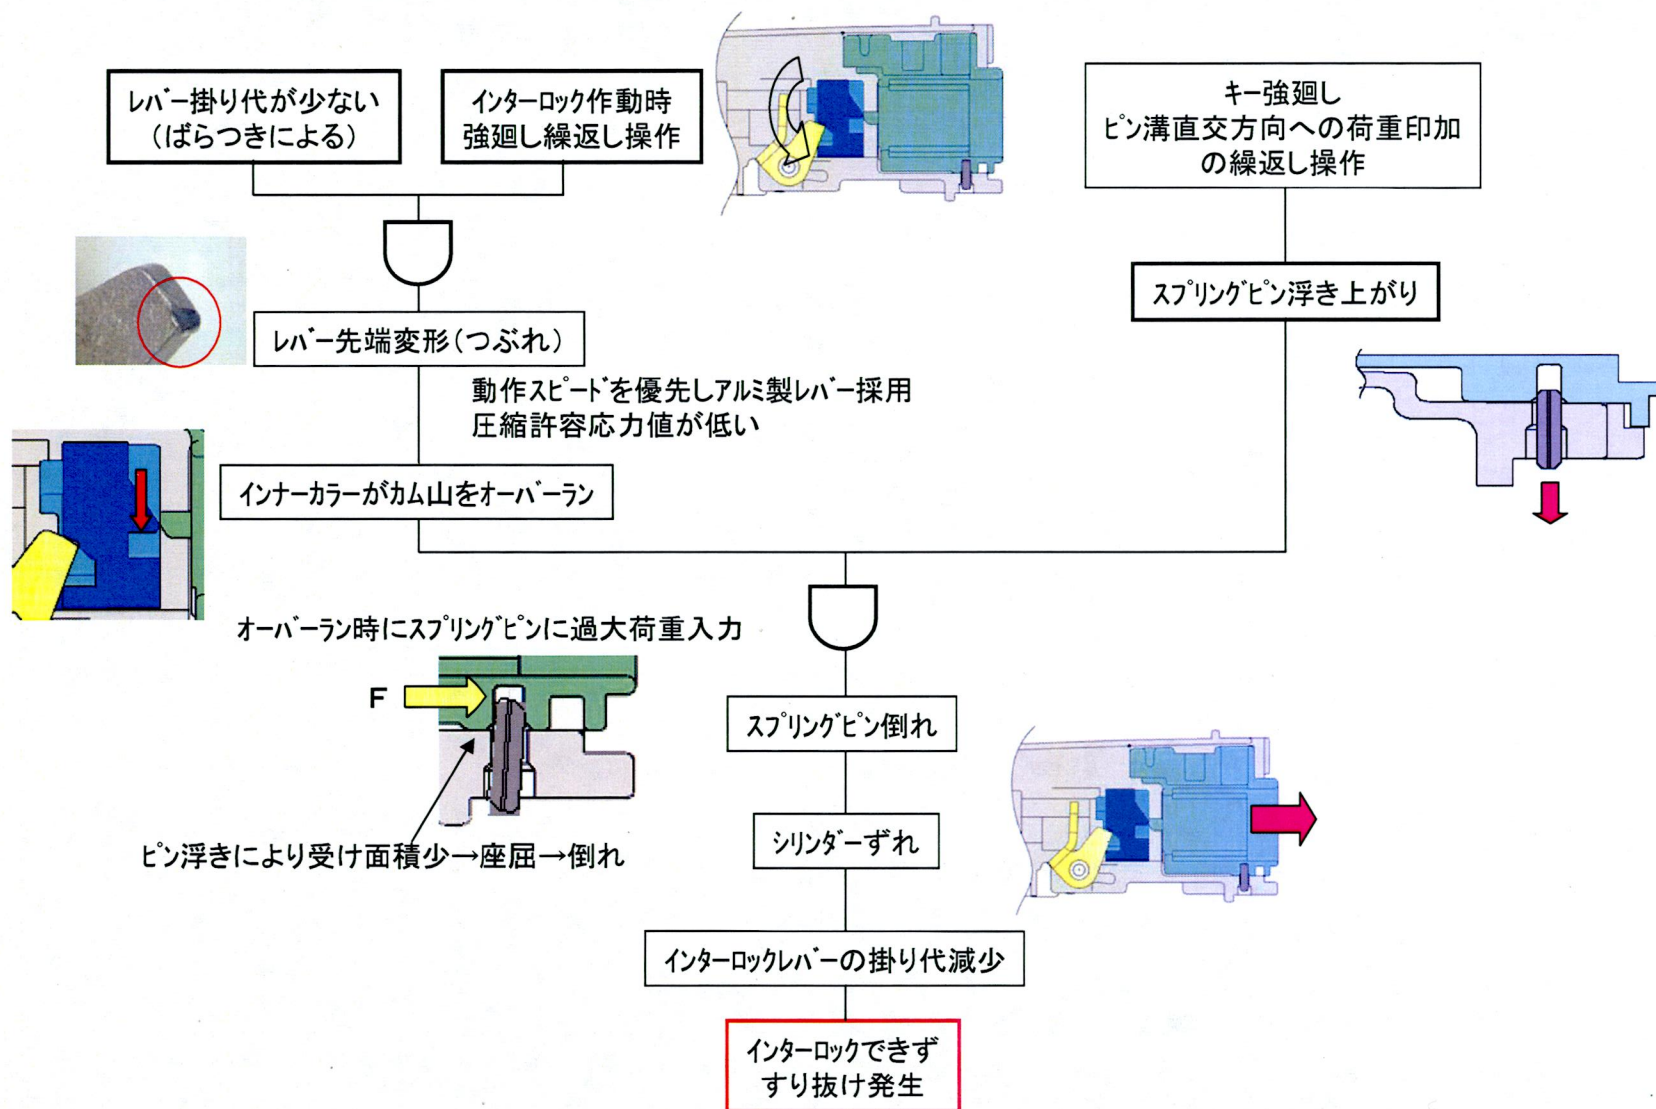 レバー掛り代が少ない
（ばらつきによる）
インターロック作動時
強廻し繰返し操作
キー強廻し
ピン溝直交方向への荷重印加
の繰返し操作
スプリングピン浮き上がり
レバー先端変形（つぶれ）
動作スピードを優先しアルミ製レバー採用
圧縮許容応力値が低い
インナーカラーがカム山をオーバーラン
オーバーラン時にスプリングピンに過大荷重入力
F
スプリングピン倒れ
ピン浮きにより受け面積少→座屈→倒れ
シリンダーずれ
インターロックレバーの掛り代減少
インターロックできず
すり抜け発生